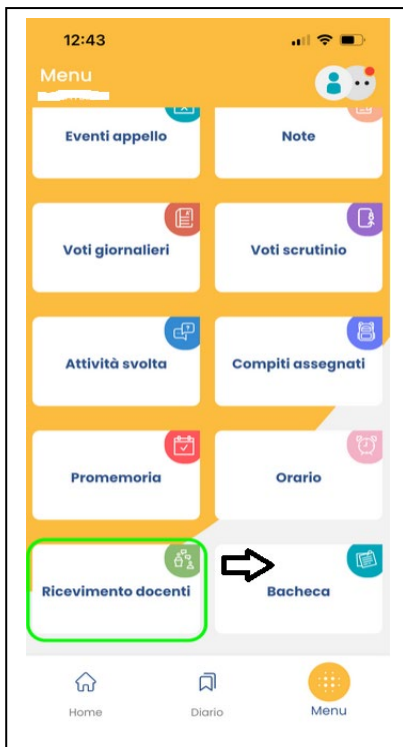 12:43
Menu
Eventi appello
Note
Voti giornalieri
Voti scrutinio
Attività svolta
Compiti assegnati
Promemoria
Orario
Ricevimento docenti
Bacheca
Home
Diario
Menu